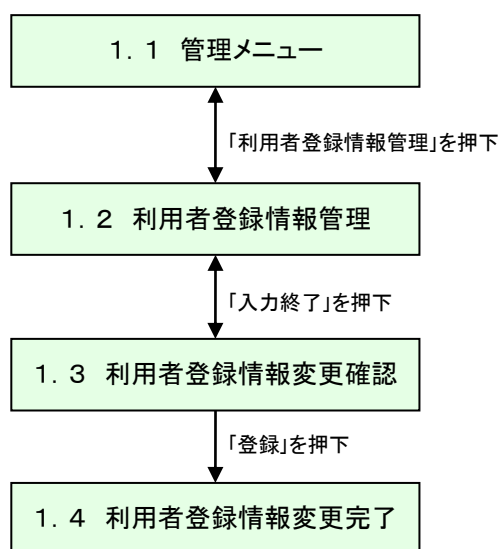 １．１　管理メニュー
「利用者登録情報管理」を押下
１．２　利用者登録情報管理
「入力終了」を押下
１．３　利用者登録情報変更確認
「登録」を押下
１．４　利用者登録情報変更完了